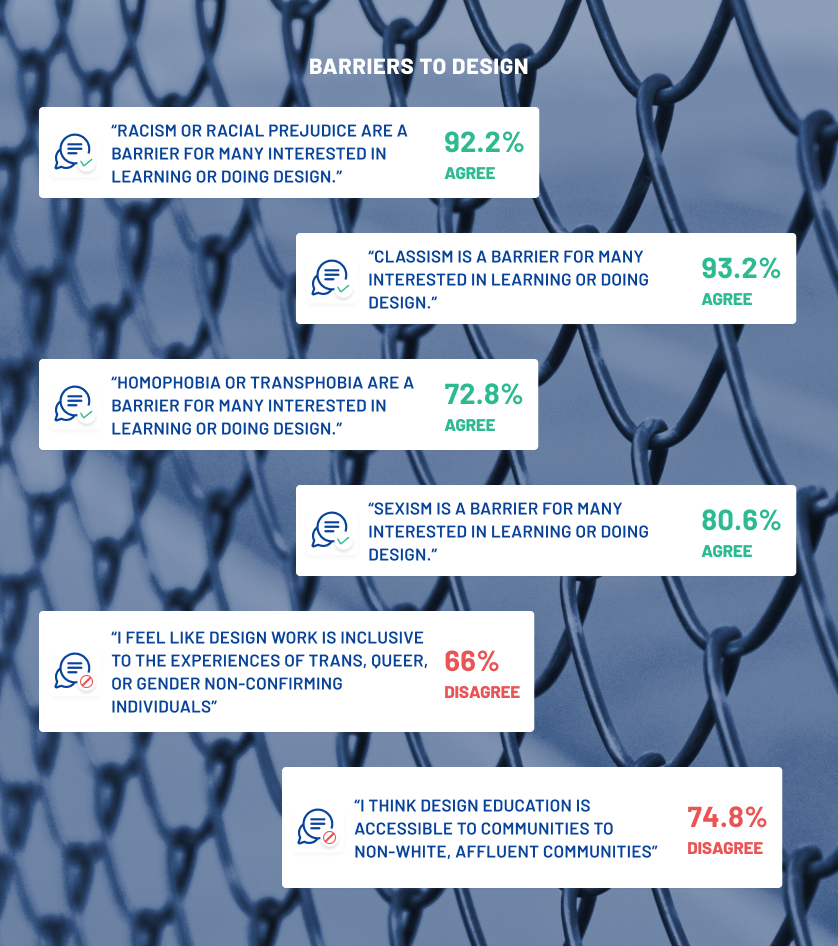 BARRIERS TO DESIGN
“RACISM OR RACIAL PREJUDICE ARE A
BARRIER FOR MANY INTERESTED IN
LEARNING OR DOING DESIGN.”
92.2%
AGREE
“CLASSISM IS A BARRIER FOR MANY
INTERESTED IN LEARNING OR DOING
DESIGN.”
93.2%
AGREE
“HOMOPHOBIA OR TRANSPHOBIA ARE A
BARRIER FOR MANY INTERESTED IN
LEARNING OR DOING DESIGN.”
72.8%
AGREE
“SEXISM IS A BARRIER FOR MANY
INTERESTED IN LEARNING OR DOING
DESIGN.”
80.6%
AGREE
“I FEEL LIKE DESIGN WORK IS INCLUSIVE
TO THE EXPERIENCES OF TRANS, QUEER,
OR GENDER NON-CONFIRMING
INDIVIDUALS”
66%
DISAGREE
“I THINK DESIGN EDUCATION IS
ACCESSIBLE TO COMMUNITIES TO
NON-WHITE, AFFLUENT COMMUNITIES”
74.8%
DISAGREE